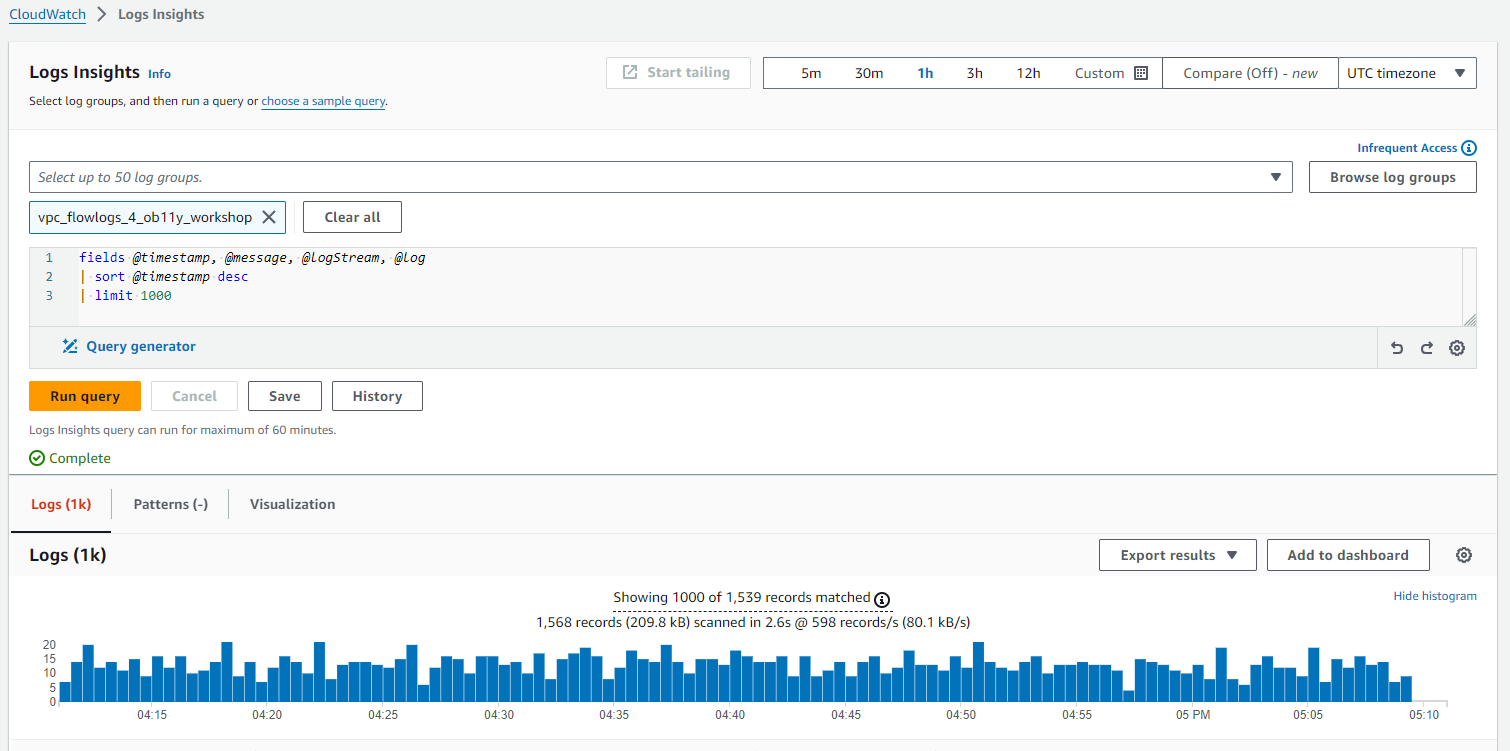 CloudWatch > Logs Insights
Logs Insights Info
Start tailing
5m 30m 1h 3h 12h Custom Compare (Off) - new UTC timezone
Select log groups, and then run a query or choose a sample query.
Infrequent Access
Select up to 50 log groups.
Browse log groups
vpc_flowlogs_4_ob11y_workshop
Clear all
1 fields @timestamp, @message, @logStream, @log
2 | sort @timestamp desc
3 | limit 1000
Query generator
Run query Cancel Save History
Logs Insights query can run for maximum of 60 minutes.
Complete
Logs (1k) Patterns (-) Visualization
Logs (1k)
Export results Add to dashboard
Showing 1000 of 1,539 records matched
Hide histogram
1,568 records (209.8 kB) scanned in 2.6s @ 598 records/s (80.1 kB/s)
20
15
10
5
0
04:15 04:20 04:25 04:30 04:35 04:40 04:45 04:50 04:55 05 PM 05:05 05:10